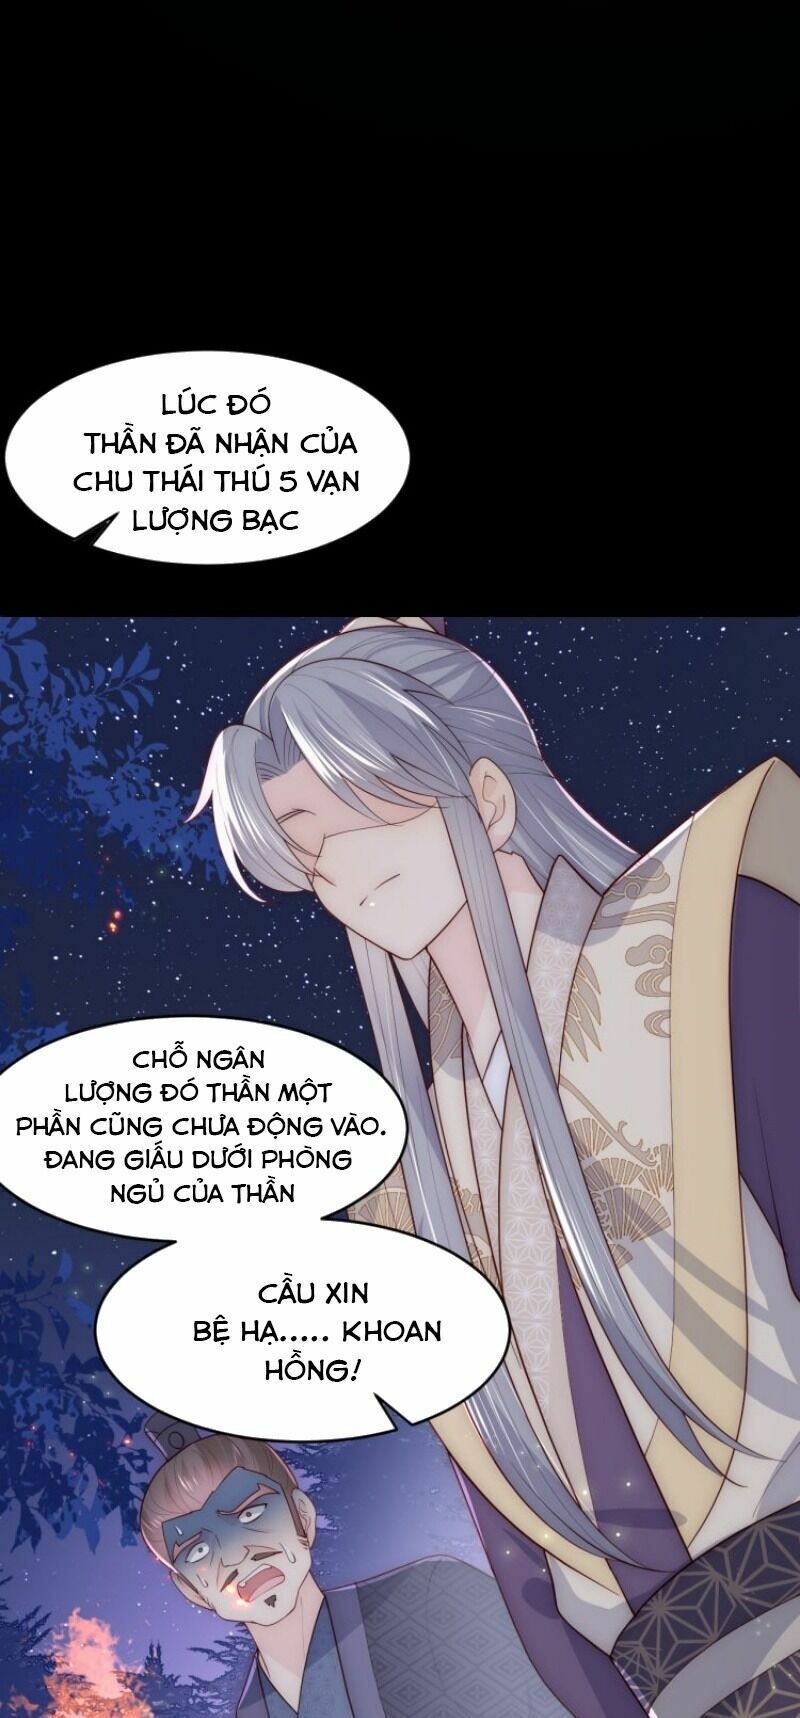 LÚC ĐÓ
THẦN ĐÃ NHẬN CỦA
CHU THÁI THÚ 5 VẠN
LƯỢNG BẠC
CHỖ NGÂN
LƯỢNG ĐÓ THẦN MỘT
PHẦN CŨNG CHƯA ĐỘNG VÀO.
ĐANG GIẤU DƯỚI PHÒNG
NGỦ CỦA THẦN
CẦU XIN
BỆ HẠ..... KHOAN
HỒNG!